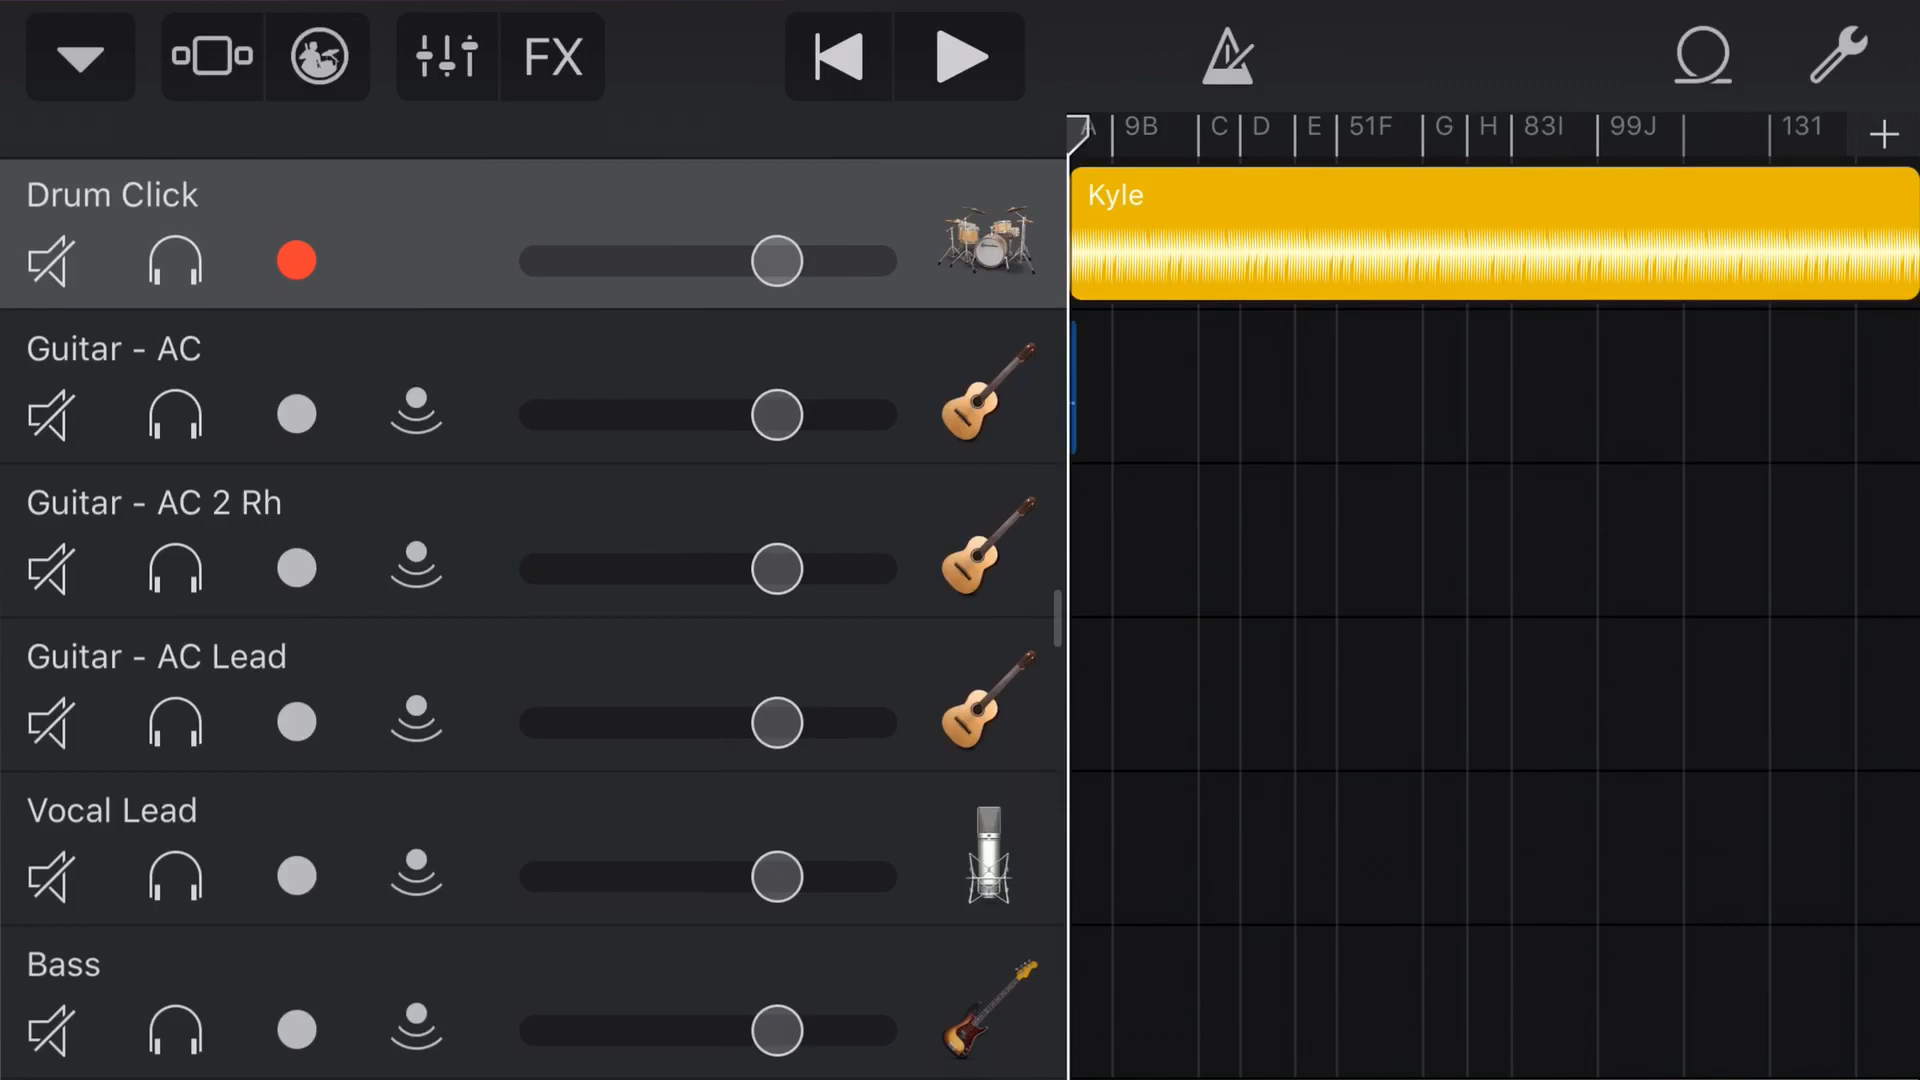 FX
A 9B C D E 51F G H 83I 99J 131
Drum Click
Kyle
Guitar - AC
Guitar - AC 2 Rh
Guitar - AC Lead
Vocal Lead
Bass